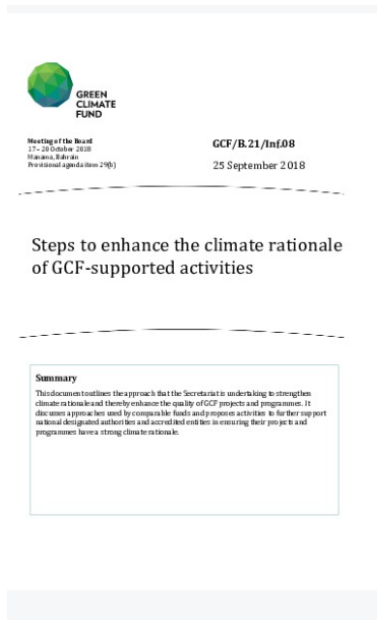 GREEN
CLIMATE
FUND
Meeting of the Board
17 – 20 October 2018
Manama, Bahrain
Provisional agenda item 29(b)
GCF/B.21/Inf.08
25 September 2018
Steps to enhance the climate rationale
of GCF-supported activities
Summary
This document outlines the approach that the Secretariat is undertaking to strengthen
climate rationale and thereby enhance the quality of GCF projects and programmes. It
discusses approaches used by comparable funds and proposes activities to further support
national designated authorities and accredited entities in ensuring their projects and
programmes have a strong climate rationale.